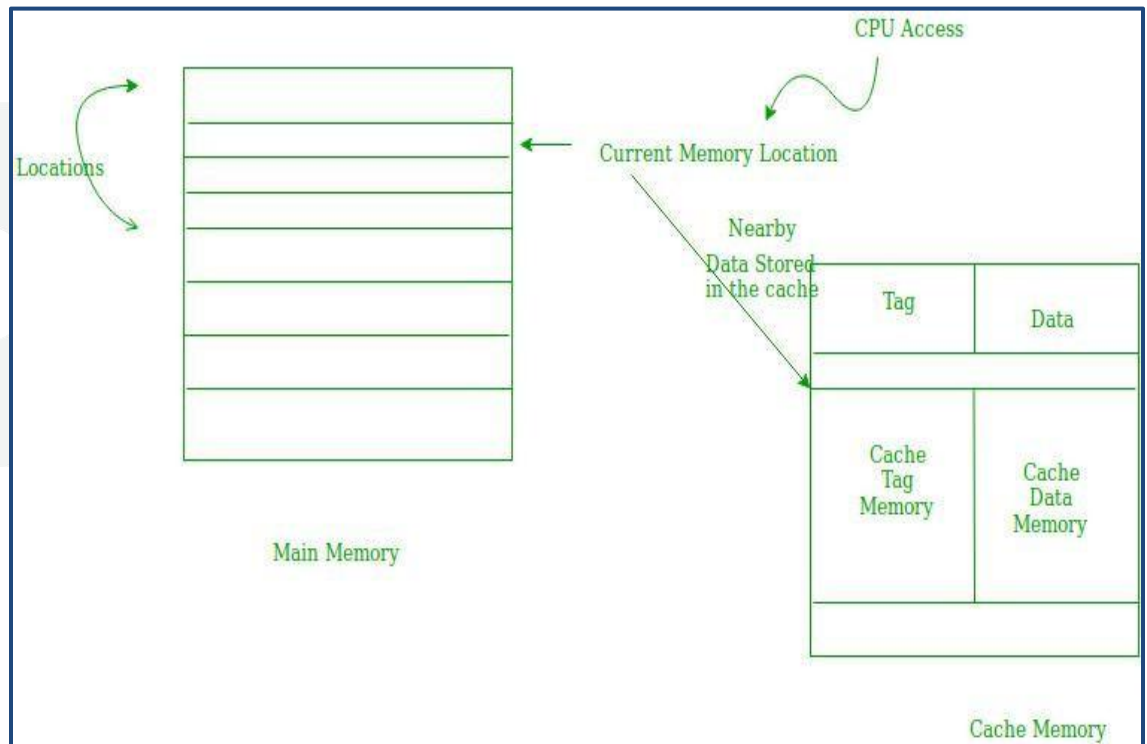 CPU Access
Locations
Current Memory Location
Nearby
Data Stored
in the cache
Tag
Data
Cache
Tag
Memory
Cache
Data
Memory
Main Memory
Cache Memory